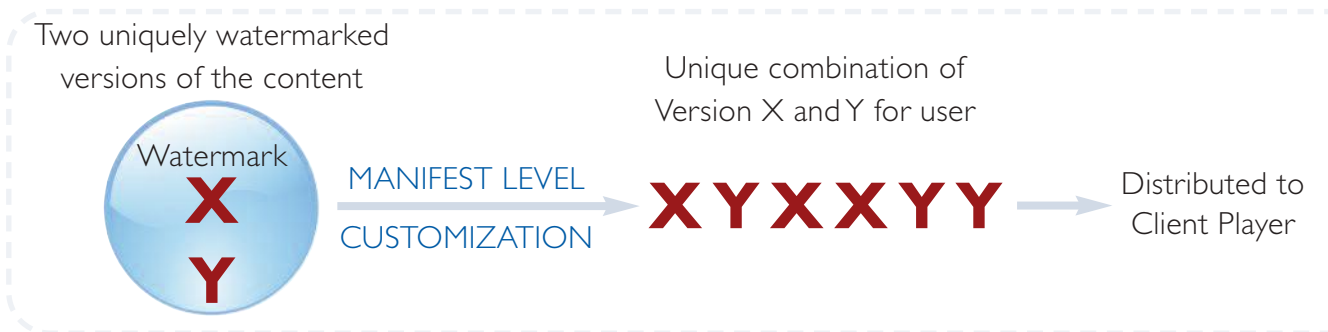 Two uniquely watermarked
versions of the content
Watermark
X
Y
MANIFEST LEVEL
CUSTOMIZATION
Unique combination of
Version X and Y for user
X Y X X Y Y
Distributed to
Client Player